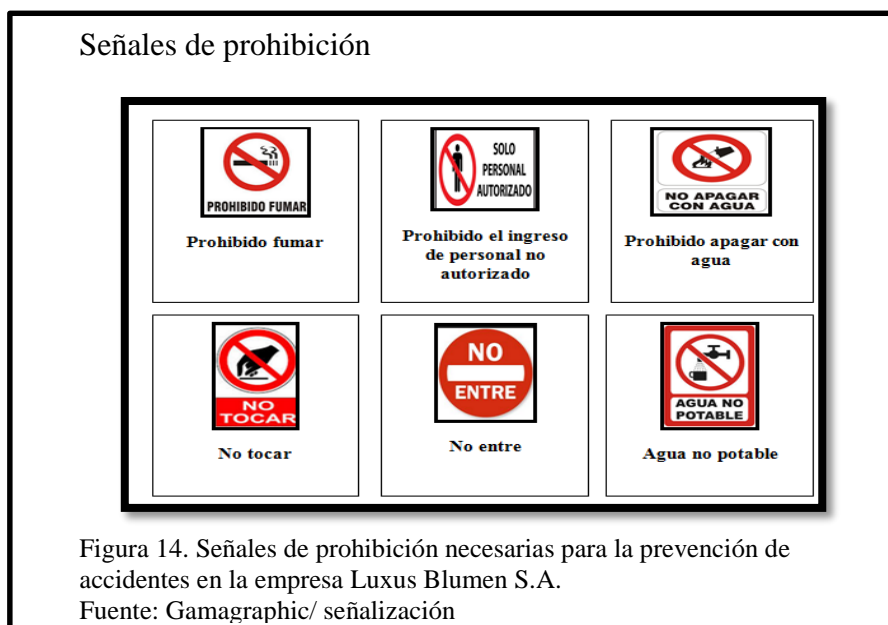 Señales de prohibición
PROHIBIDO FUMAR
Prohibido fumar
SOLO
PERSONAL
AUTORIZADO
Prohibido el ingreso
de personal no
autorizado
NO APAGAR
CON AGUA
Prohibido apagar con
agua
NO
TOCAR
No tocar
NO
ENTRE
No entre
AGUA NO
POTABLE
Agua no potable
Figura 14. Señales de prohibición necesarias para la prevención de
accidentes en la empresa Luxus Blumen S.A.
Fuente: Gamagraphic/ señalización